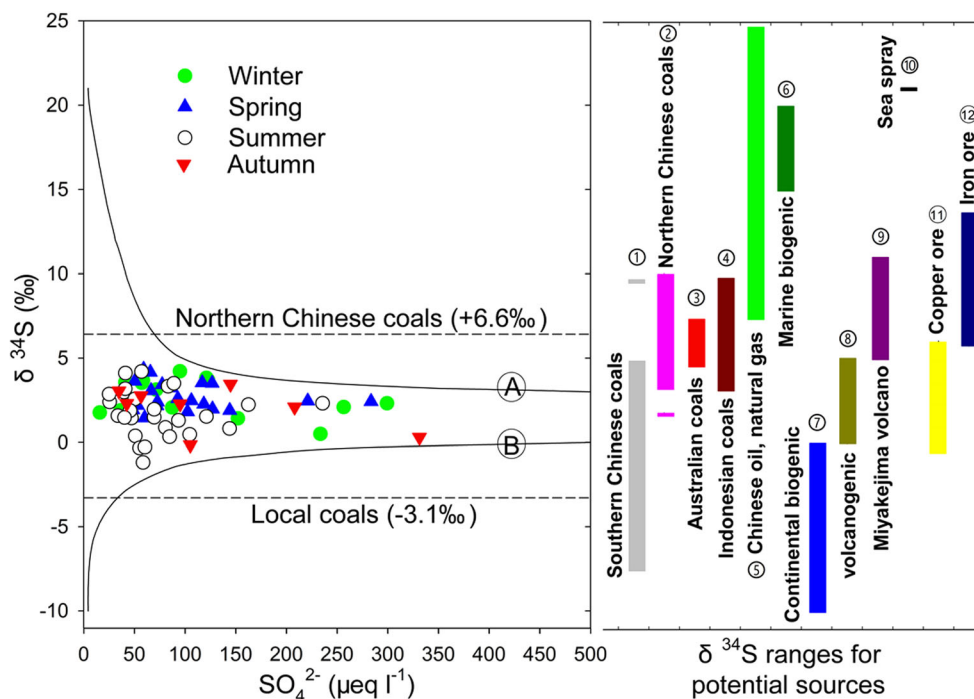 δ 34S (‰)
25
20
15
10
5
0
-5
-10
Winter
Spring
Summer
Autumn
Northern Chinese coals (+6.6‰)
A
B
Local coals (-3.1‰)
0 50 100 150 200 250 300 350 400 450 500
SO4 2- (µeq l-1)
① Southern Chinese coals
② Northern Chinese coals
③ Australian coals
④ Indonesian coals
⑤ Chinese oil, natural gas
⑥ Marine biogenic
⑦ Continental biogenic
⑧ volcanogenic
⑨ Miyakejima volcano
⑩ Sea spray
⑪ Copper ore
⑫ Iron ore
δ 34S ranges for
potential sources